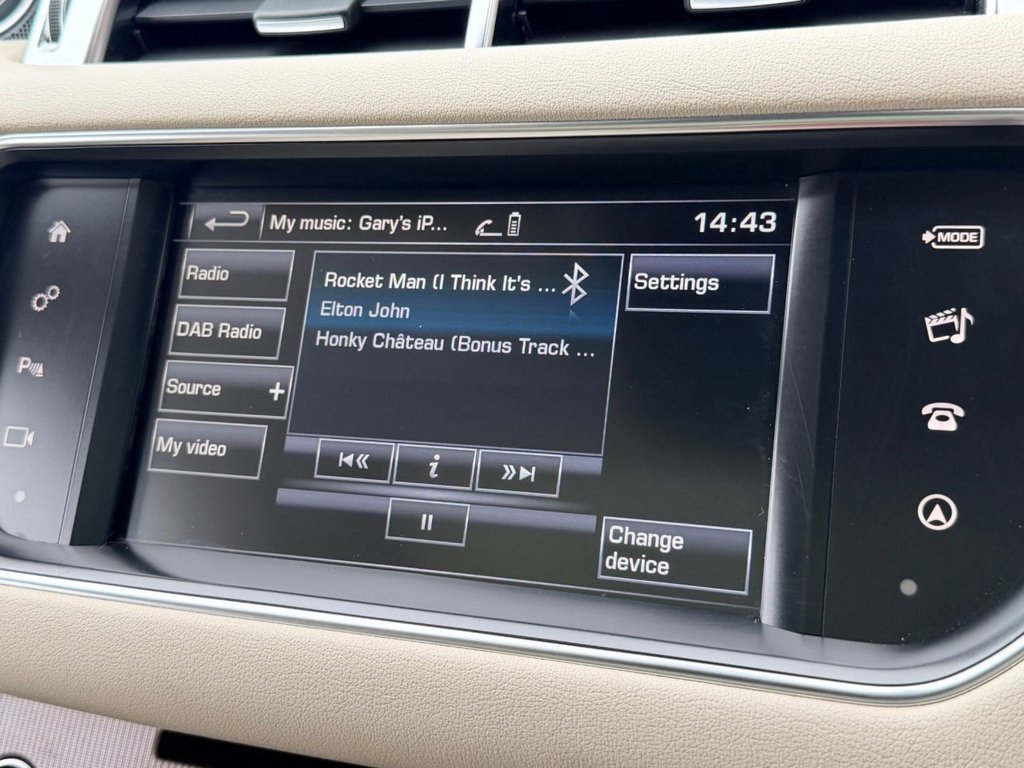 My music: Gary's iP...
14:43
MODE
Radio
Rocket Man (I Think It's ...
Settings
Elton John
DAB Radio
Honky Château (Bonus Track ...
P
Source +
My video
i
Change
device